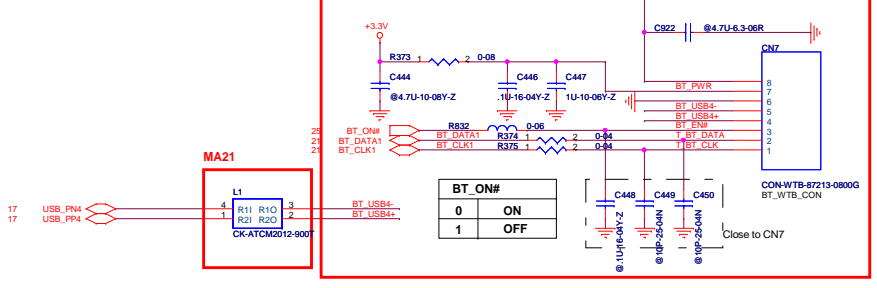 C922 @4.7U-6.3-06R
+3.3V
CN7
R373 1 2 0-08
C444 C446 C447
8
BT_PWR 7
@4.7U-10-08Y-Z .1U-16-04Y-Z 1U-10-06Y-Z
6
BT_USB4- 5
BT_USB4+ 4
25 BT_ON# R832 0-06 BT_EN# 3
21 BT_DATA1 BT_DATA1 R374 1 2 0-04 T_BT_DATA 2
21 BT_CLK1 BT_CLK1 R375 1 2 0-04 T_BT_CLK 1
MA21
CON-WTB-87213-0800G
BT_WTB_CON
L1
17 USB_PN4 4 R1I R1O 3 BT_USB4-
17 USB_PP4 1 R2I R2O 2 BT_USB4+
CK-ATCM2012-900T
BT_ON#
0 ON
1 OFF
C448 C449 C450
@.1U-16-04Y-Z
@10P-25-04N
@10P-25-04N
Close to CN7